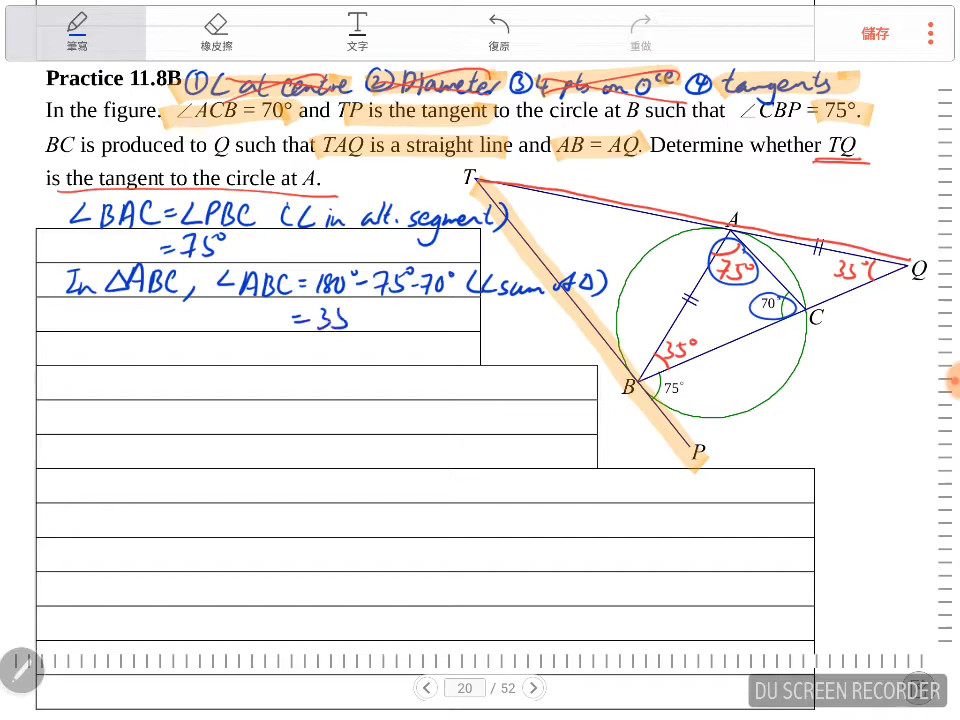 筆寫 橡皮擦 文字 復原 重做 儲存
Practice 11.8B ①∠ at centre ②Diameter ③4 pts on ⊙ce ④ tangents
In the figure. ∠ACB = 70° and TP is the tangent to the circle at B such that ∠CBP = 75°.
BC is produced to Q such that TAQ is a straight line and AB = AQ. Determine whether TQ
is the tangent to the circle at A.
T
∠BAC = ∠PBC (∠ in alt. segment)
= 75°
A
75°
35°
Q
In △ABC, ∠ABC = 180° - 75° - 70° (∠ sum of △)
70°
= 35
C
35°
B
75°
P
20 / 52
DU SCREEN RECORDER